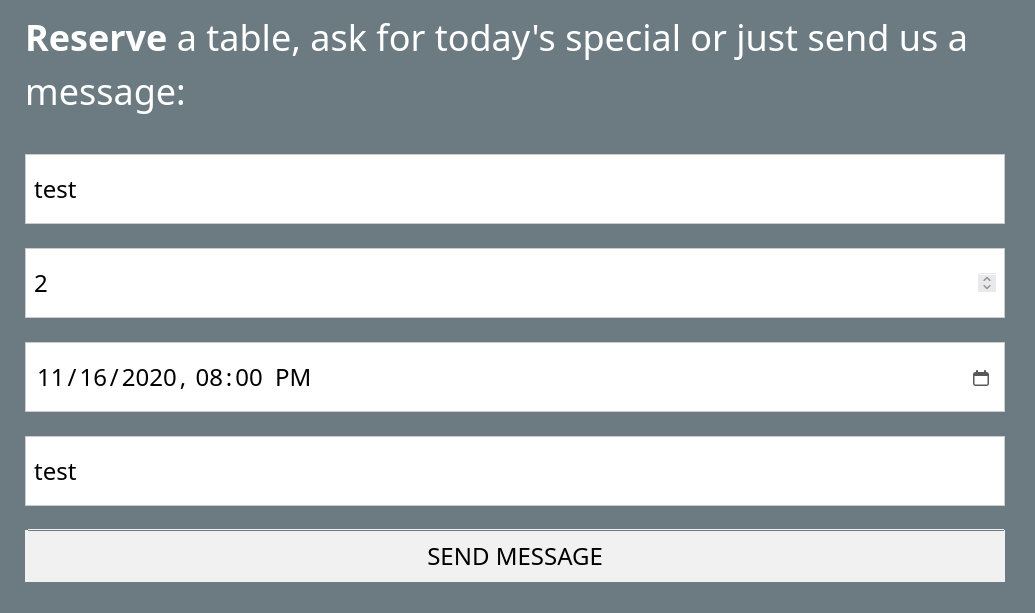 Reserve a table, ask for today's special or just send us a
message:
test
2
11/16/2020, 08:00 PM
test
SEND MESSAGE